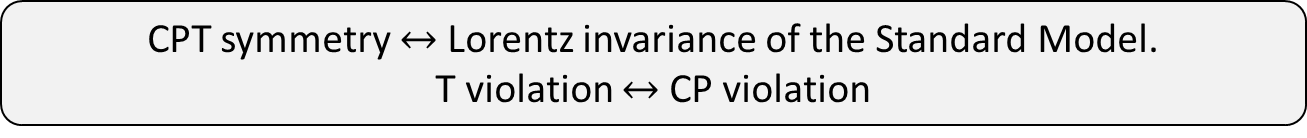 CPT symmetry ↔ Lorentz invariance of the Standard Model.
T violation ↔ CP violation